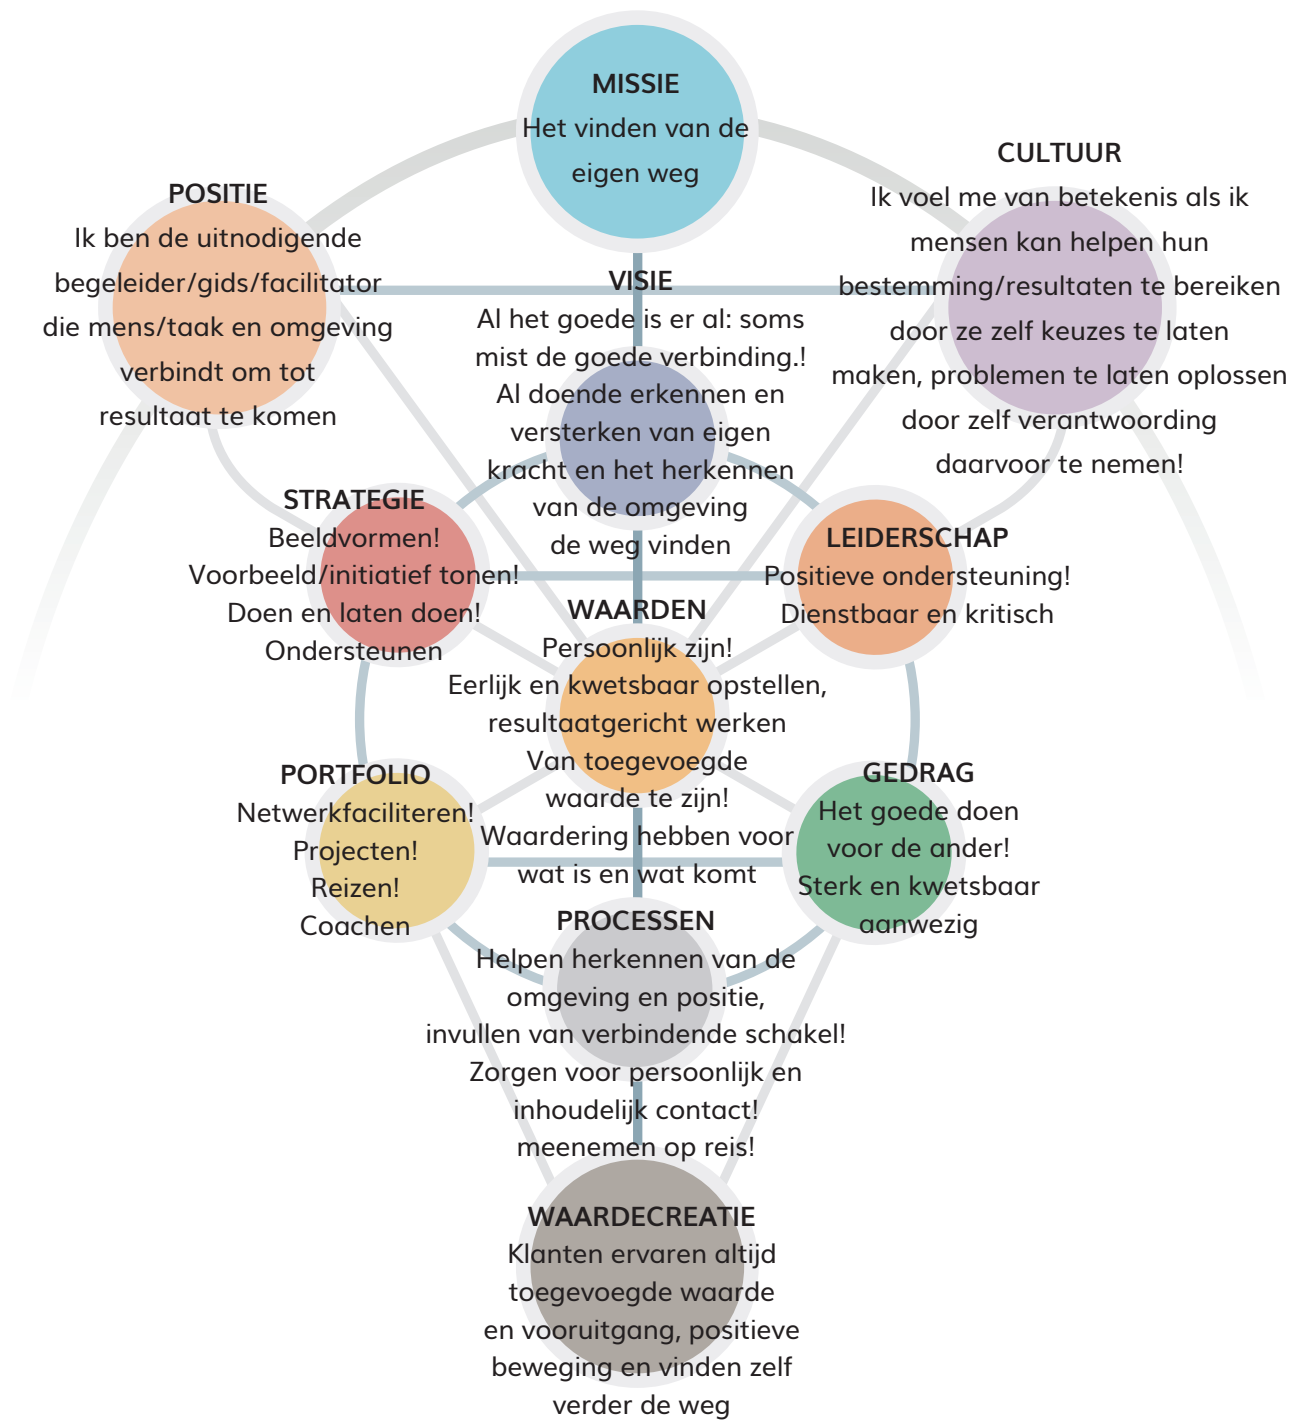 MISSIE
Het vinden van de
eigen weg
POSITIE
Ik ben de uitnodigende
begeleider/gids/facilitator
die mens/taak en omgeving
verbindt om tot
resultaat te komen
CULTUUR
Ik voel me van betekenis als ik
mensen kan helpen hun
bestemming/resultaten te bereiken
door ze zelf keuzes te laten
maken, problemen te laten oplossen
door zelf verantwoording
daarvoor te nemen!
VISIE
Al het goede is er al: soms
mist de goede verbinding.!
Al doende erkennen en
versterken van eigen
kracht en het herkennen
van de omgeving
de weg vinden
STRATEGIE
Beeldvormen!
Voorbeeld/initiatief tonen!
Doen en laten doen!
Ondersteunen
LEIDERSCHAP
Positieve ondersteuning!
Dienstbaar en kritisch
WAARDEN
Persoonlijk zijn!
Eerlijk en kwetsbaar opstellen,
resultaatgericht werken
Van toegevoegde
waarde te zijn!
Waardering hebben voor
wat is en wat komt
PORTFOLIO
Netwerkfaciliteren!
Projecten!
Reizen!
Coachen
GEDRAG
Het goede doen
voor de ander!
Sterk en kwetsbaar
aanwezig
PROCESSEN
Helpen herkennen van de
omgeving en positie,
invullen van verbindende schakel!
Zorgen voor persoonlijk en
inhoudelijk contact!
meenemen op reis!
WAARDECREATIE
Klanten ervaren altijd
toegevoegde waarde
en vooruitgang, positieve
beweging en vinden zelf
verder de weg